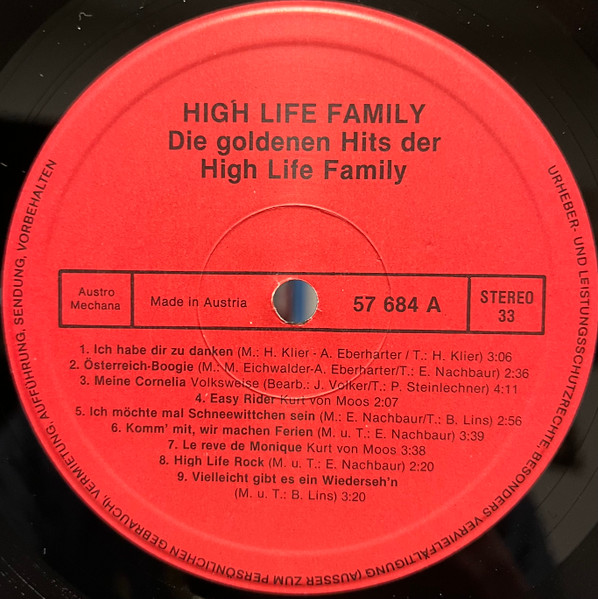 HIGH LIFE FAMILY
Die goldenen Hits der
High Life Family
Austro
Mechana
Made in Austria
57 684 A
STEREO
33
1. Ich habe dir zu danken (M.: H. Klier - A. Eberharter / T.: H. Klier) 3:06
2. Österreich-Boogie (M.: M. Eichwalder-A. Eberharter/T.: E. Nachbaur) 2:36
3. Meine Cornelia Volksweise (Bearb.: J. Volker/T.: P. Steinlechner) 4:11
4. Easy Rider Kurt von Moos 2:07
5. Ich möchte mal Schneewittchen sein (M.: E. Nachbaur/T.: B. Lins) 2:56
6. Komm' mit, wir machen Ferien (M. u. T.: E. Nachbaur) 3:39
7. Le reve de Monique Kurt von Moos 3:38
8. High Life Rock (M. u. T.: E. Nachbaur) 2:20
9. Vielleicht gibt es ein Wiederseh'n
(M. u. T.: B. Lins) 3:20
URHEBER- UND LEISTUNGSSCHUTZRECHTE, BESONDERS VERVIELFÄLTIGUNG (AUSSER ZUM PERSÖNLICHEN GEBRAUCH), VERMIETUNG, AUFFÜHRUNG, SENDUNG, VORBEHALTEN